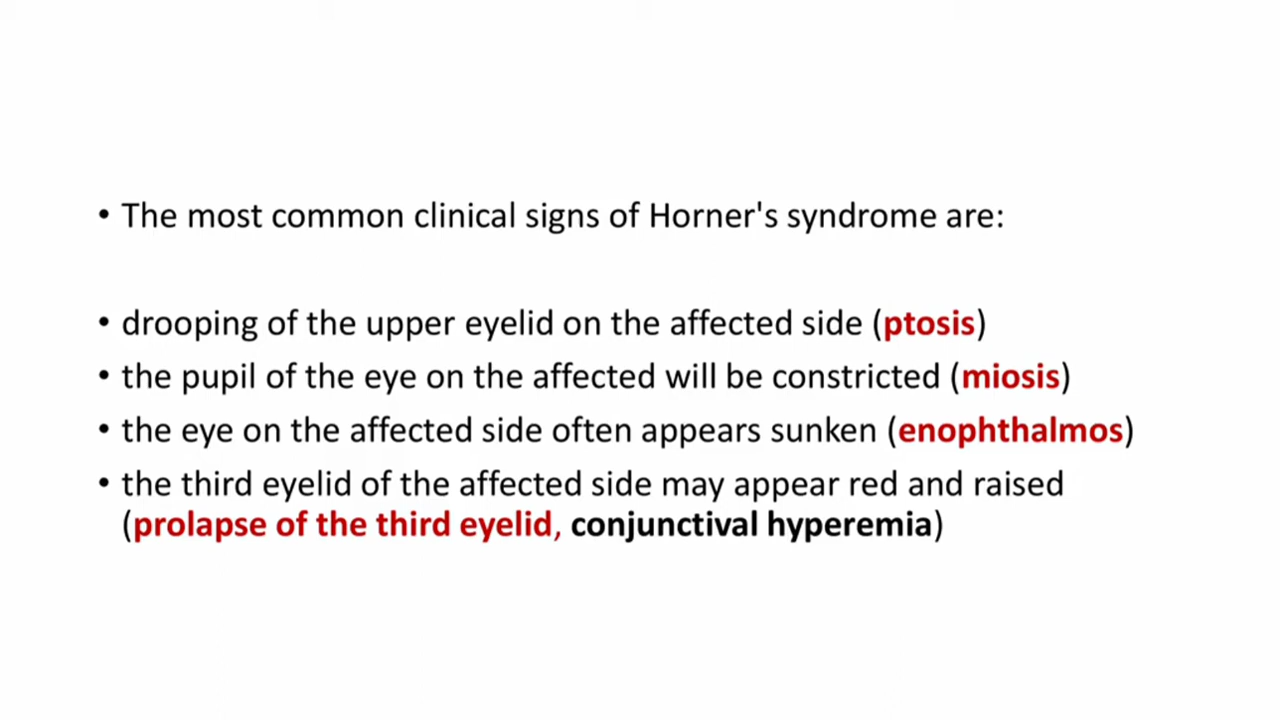 • The most common clinical signs of Horner's syndrome are:
• drooping of the upper eyelid on the affected side (ptosis)
• the pupil of the eye on the affected will be constricted (miosis)
• the eye on the affected side often appears sunken (enophthalmos)
• the third eyelid of the affected side may appear red and raised
(prolapse of the third eyelid, conjunctival hyperemia)